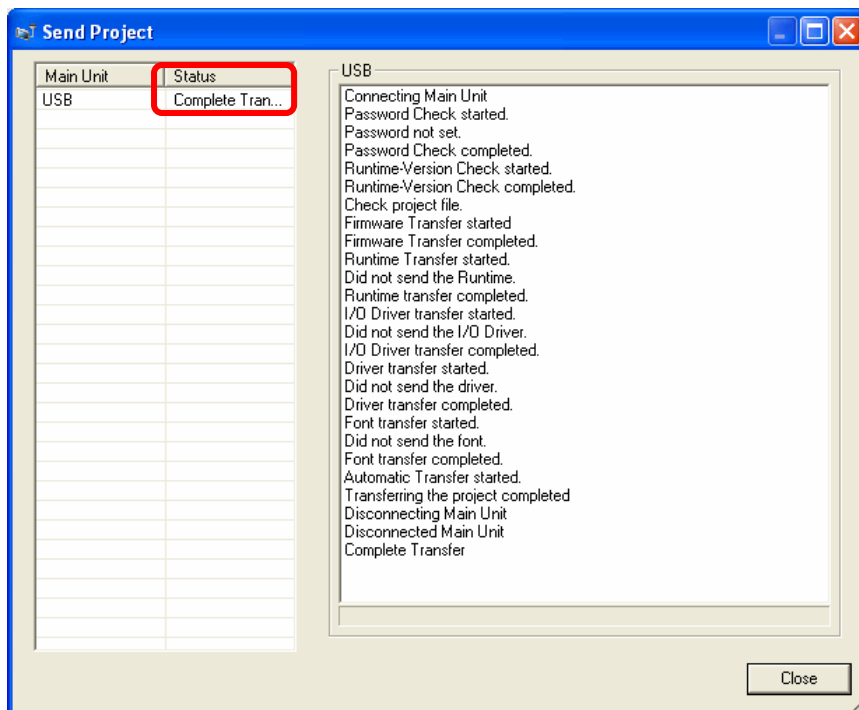 Send Project
Main Unit Status
USB Complete Tran...
USB
Connecting Main Unit
Password Check started.
Password not set.
Password Check completed.
Runtime-Version Check started.
Runtime-Version Check completed.
Check project file.
Firmware Transfer started
Firmware Transfer completed.
Runtime Transfer started.
Did not send the Runtime.
Runtime transfer completed.
I/O Driver transfer started.
Did not send the I/O Driver.
I/O Driver transfer completed.
Driver transfer started.
Did not send the driver.
Driver transfer completed.
Font transfer started.
Did not send the font.
Font transfer completed.
Automatic Transfer started.
Transferring the project completed
Disconnecting Main Unit
Disconnected Main Unit
Complete Transfer
Close